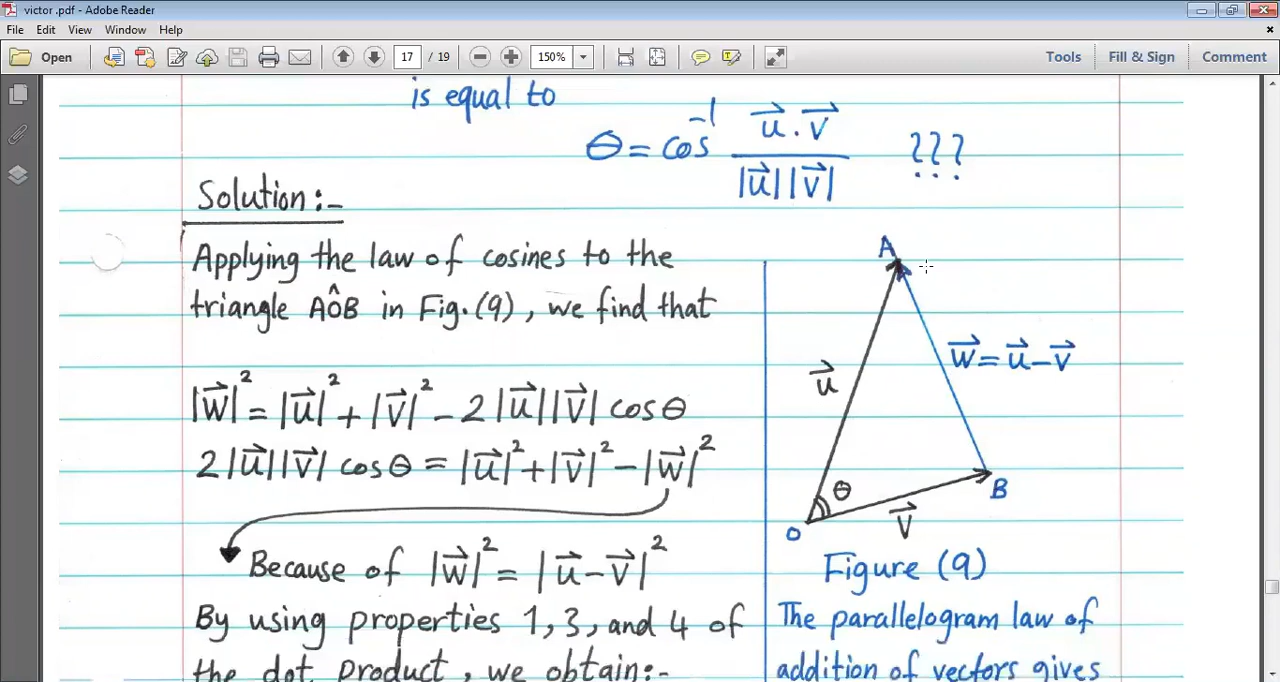 victor .pdf - Adobe Reader
File Edit View Window Help
Open 17 / 19 150% Tools Fill & Sign Comment
is equal to
θ = cos⁻¹ u⃗ . v⃗ / |u⃗| |v⃗| ???
Solution:-
Applying the law of cosines to the
triangle AÔB in Fig.(9), we find that
|w⃗|² = |u⃗|² + |v⃗|² - 2 |u⃗| |v⃗| cos θ
2 |u⃗| |v⃗| cos θ = |u⃗|² + |v⃗|² - |w⃗|²
Because of |w⃗|² = | u⃗ - v⃗ |²
By using properties 1, 3, and 4 of
the dot product, we obtain:-
A
u⃗
w⃗ = u⃗ - v⃗
θ
B
O
v⃗
Figure (9)
The parallelogram law of
addition of vectors gives